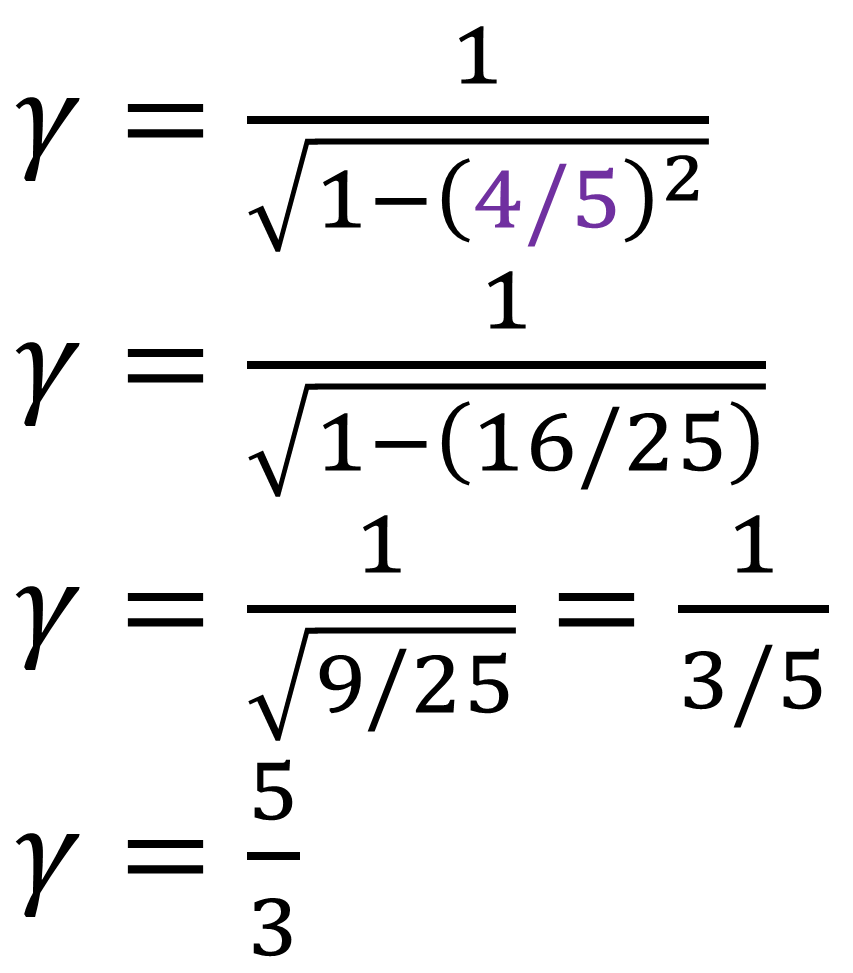 γ = 1/√(1−(4/5)²)
γ = 1/√(1−(16/25))
γ = 1/√(9/25) = 1/(3/5)
γ = 5/3